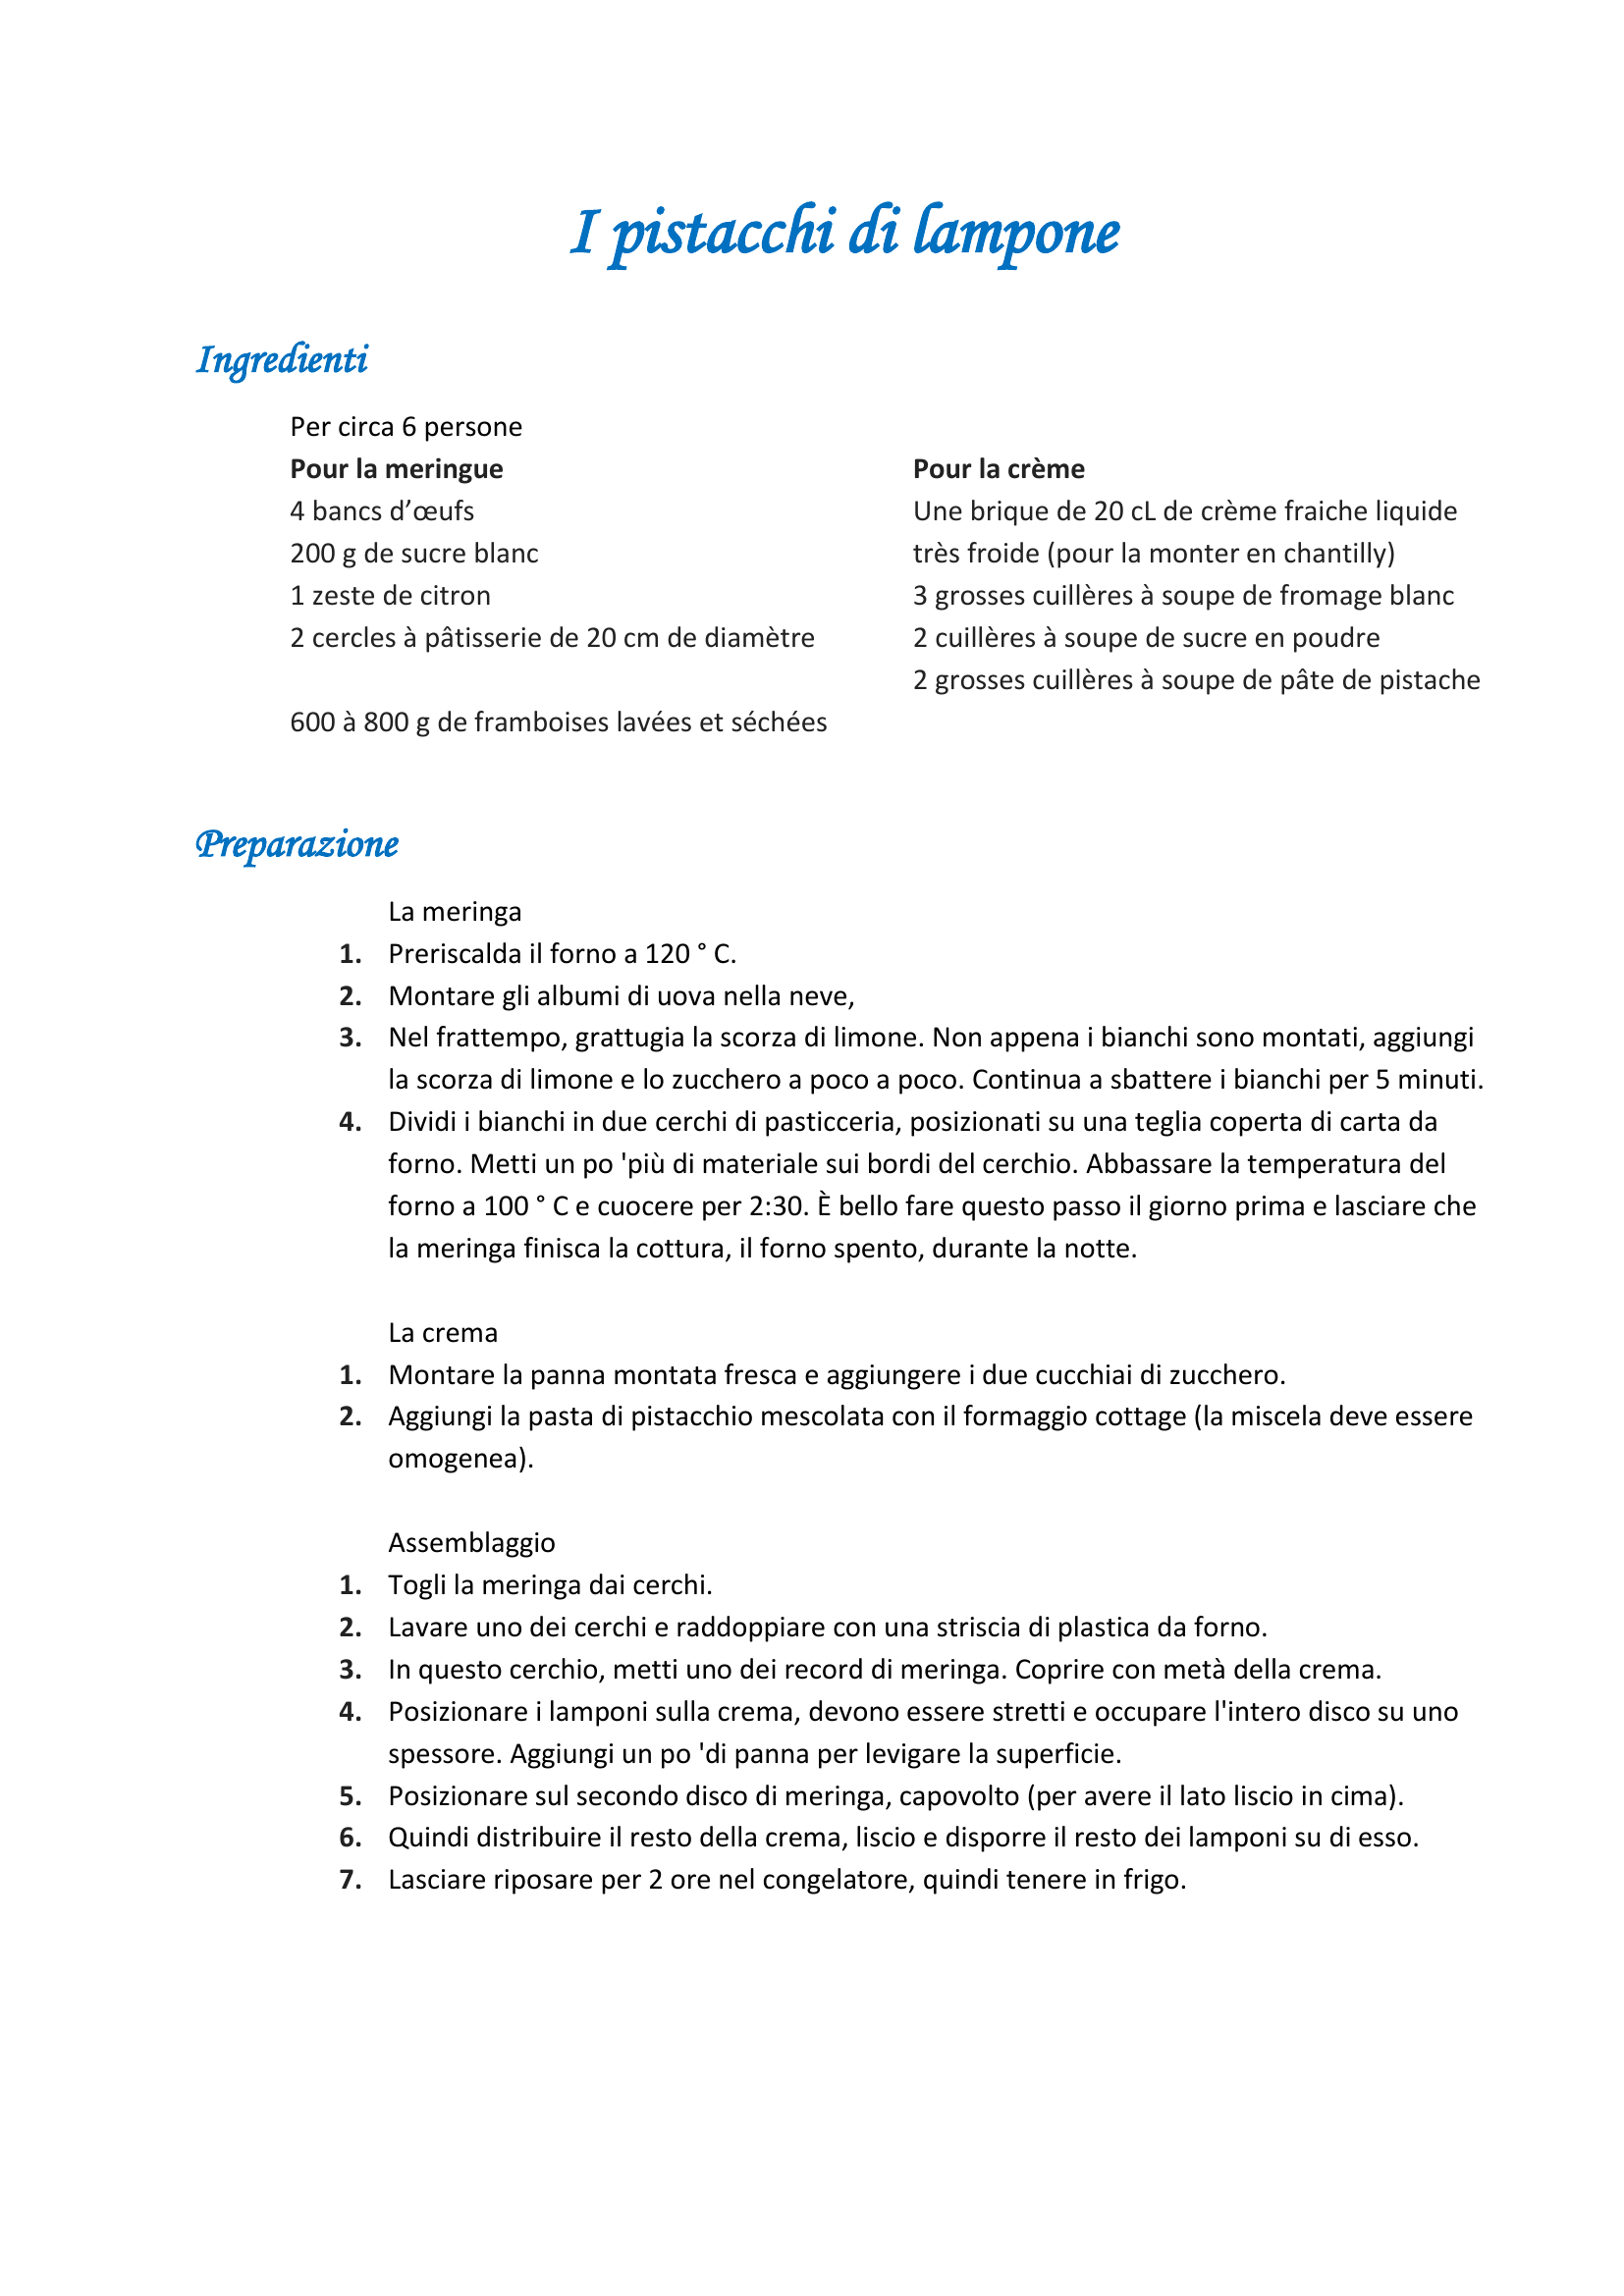 I pistacchi di lampone
Ingredienti
Per circa 6 persone
Pour la meringue
4 bancs d’œufs
200 g de sucre blanc
1 zeste de citron
2 cercles à pâtisserie de 20 cm de diamètre
600 à 800 g de framboises lavées et séchées
Pour la crème
Une brique de 20 cL de crème fraiche liquide
très froide (pour la monter en chantilly)
3 grosses cuillères à soupe de fromage blanc
2 cuillères à soupe de sucre en poudre
2 grosses cuillères à soupe de pâte de pistache
Preparazione
La meringa
1. Preriscalda il forno a 120 ° C.
2. Montare gli albumi di uova nella neve,
3. Nel frattempo, grattugia la scorza di limone. Non appena i bianchi sono montati, aggiungi
la scorza di limone e lo zucchero a poco a poco. Continua a sbattere i bianchi per 5 minuti.
4. Dividi i bianchi in due cerchi di pasticceria, posizionati su una teglia coperta di carta da
forno. Metti un po 'più di materiale sui bordi del cerchio. Abbassare la temperatura del
forno a 100 ° C e cuocere per 2:30. È bello fare questo passo il giorno prima e lasciare che
la meringa finisca la cottura, il forno spento, durante la notte.
La crema
1. Montare la panna montata fresca e aggiungere i due cucchiai di zucchero.
2. Aggiungi la pasta di pistacchio mescolata con il formaggio cottage (la miscela deve essere
omogenea).
Assemblaggio
1. Togli la meringa dai cerchi.
2. Lavare uno dei cerchi e raddoppiare con una striscia di plastica da forno.
3. In questo cerchio, metti uno dei record di meringa. Coprire con metà della crema.
4. Posizionare i lamponi sulla crema, devono essere stretti e occupare l'intero disco su uno
spessore. Aggiungi un po 'di panna per levigare la superficie.
5. Posizionare sul secondo disco di meringa, capovolto (per avere il lato liscio in cima).
6. Quindi distribuire il resto della crema, liscio e disporre il resto dei lamponi su di esso.
7. Lasciare riposare per 2 ore nel congelatore, quindi tenere in frigo.